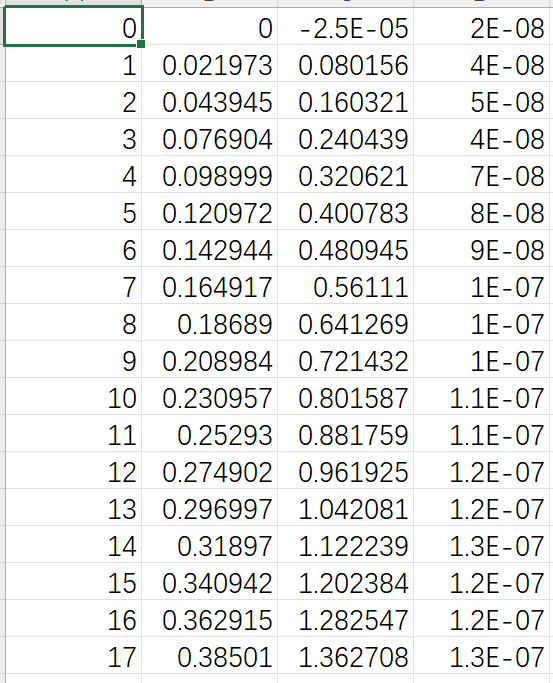 0 0 -2.5E-05 2E-08
1 0.021973 0.080156 4E-08
2 0.043945 0.160321 5E-08
3 0.076904 0.240439 4E-08
4 0.098999 0.320621 7E-08
5 0.120972 0.400783 8E-08
6 0.142944 0.480945 9E-08
7 0.164917 0.56111 1E-07
8 0.18689 0.641269 1E-07
9 0.208984 0.721432 1E-07
10 0.230957 0.801587 1.1E-07
11 0.25293 0.881759 1.1E-07
12 0.274902 0.961925 1.2E-07
13 0.296997 1.042081 1.2E-07
14 0.31897 1.122239 1.3E-07
15 0.340942 1.202384 1.2E-07
16 0.362915 1.282547 1.2E-07
17 0.38501 1.362708 1.3E-07